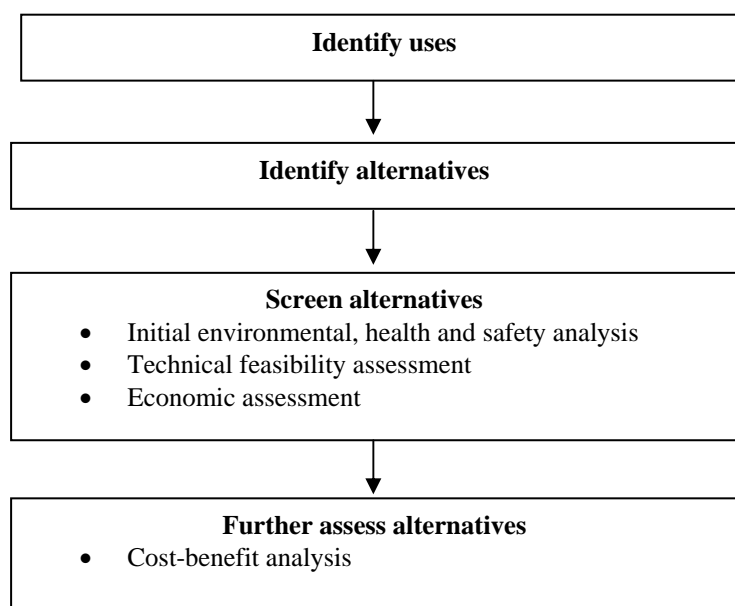 Identify uses
Identify alternatives
Screen alternatives
• Initial environmental, health and safety analysis
• Technical feasibility assessment
• Economic assessment
Further assess alternatives
• Cost-benefit analysis